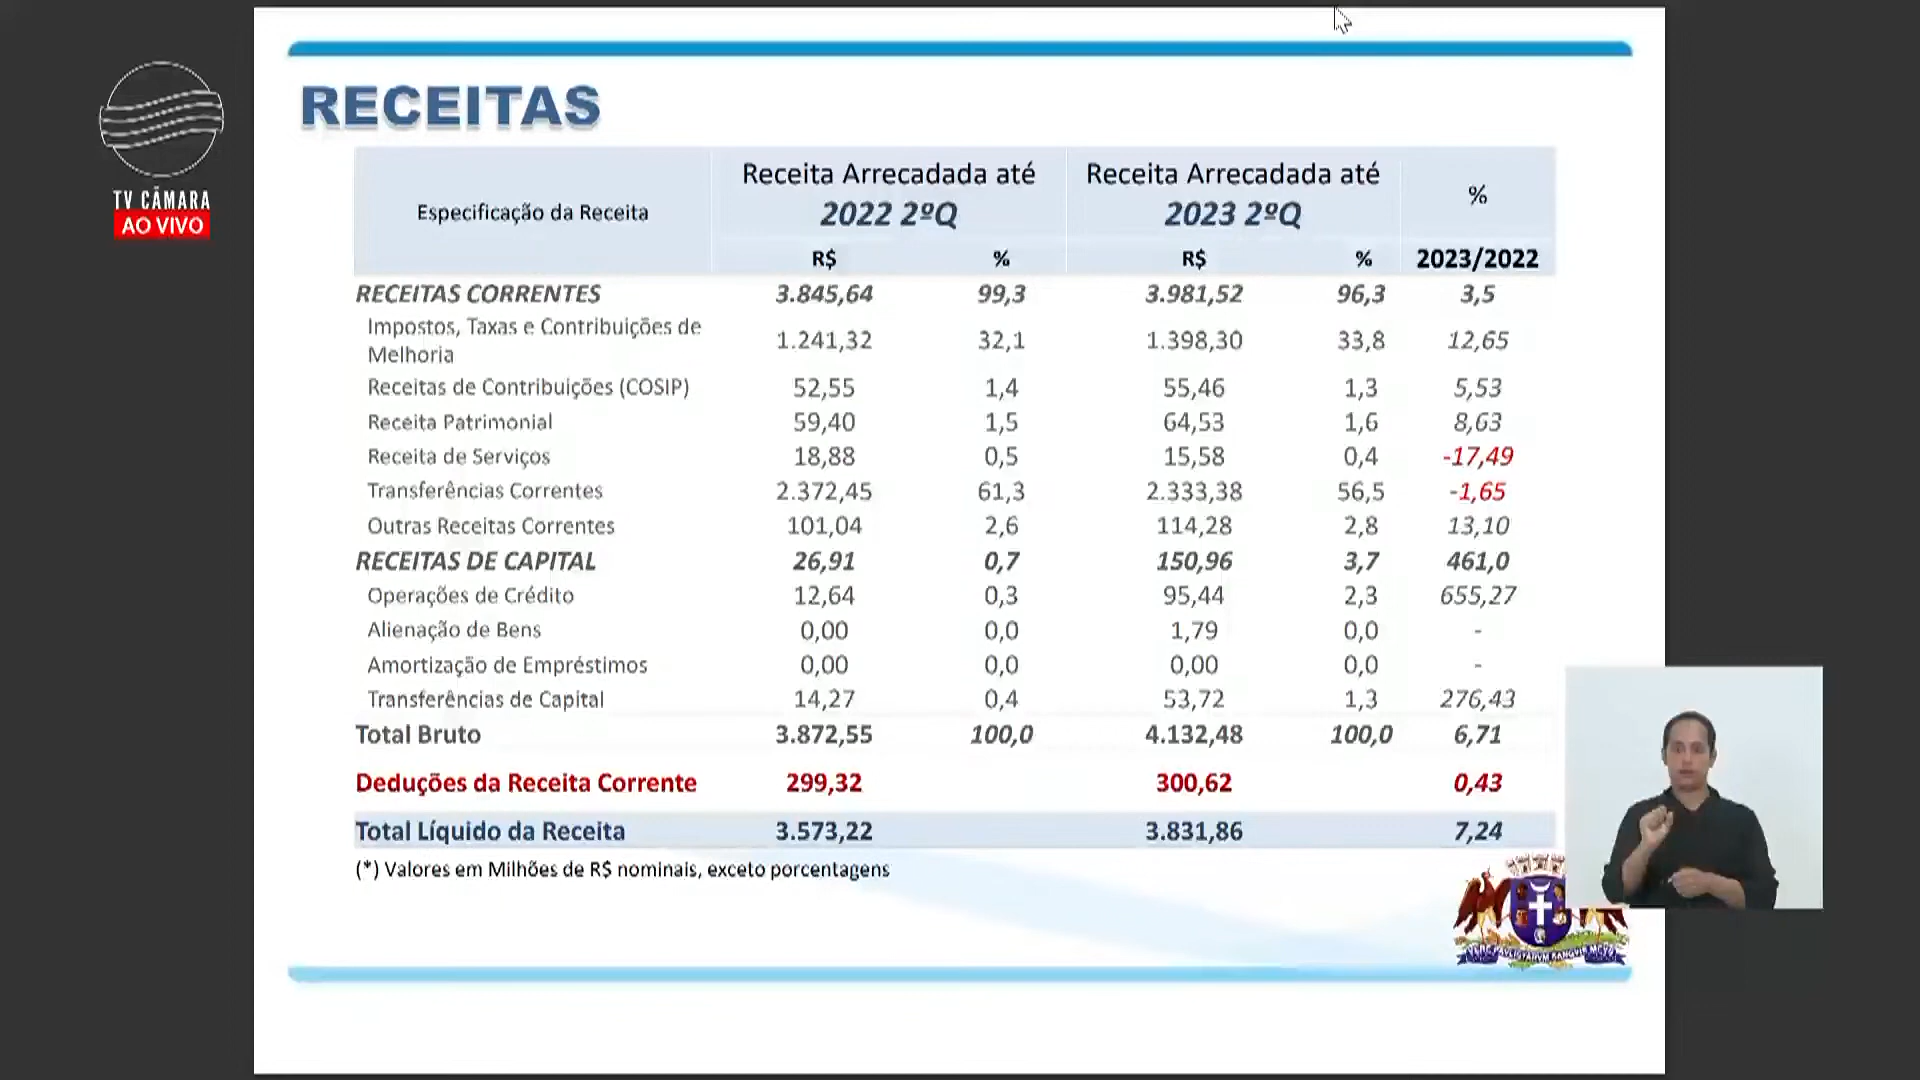 TV CÂMARA
AO VIVO
RECEITAS
Especificação da Receita
Receita Arrecadada até
2022 2ºQ
Receita Arrecadada até
2023 2ºQ
%
R$ % R$ % 2023/2022
RECEITAS CORRENTES 3.845,64 99,3 3.981,52 96,3 3,5
Impostos, Taxas e Contribuições de
Melhoria 1.241,32 32,1 1.398,30 33,8 12,65
Receitas de Contribuições (COSIP) 52,55 1,4 55,46 1,3 5,53
Receita Patrimonial 59,40 1,5 64,53 1,6 8,63
Receita de Serviços 18,88 0,5 15,58 0,4 -17,49
Transferências Correntes 2.372,45 61,3 2.333,38 56,5 -1,65
Outras Receitas Correntes 101,04 2,6 114,28 2,8 13,10
RECEITAS DE CAPITAL 26,91 0,7 150,96 3,7 461,0
Operações de Crédito 12,64 0,3 95,44 2,3 655,27
Alienação de Bens 0,00 0,0 1,79 0,0 -
Amortização de Empréstimos 0,00 0,0 0,00 0,0 -
Transferências de Capital 14,27 0,4 53,72 1,3 276,43
Total Bruto 3.872,55 100,0 4.132,48 100,0 6,71
Deduções da Receita Corrente 299,32 300,62 0,43
Total Líquido da Receita 3.573,22 3.831,86 7,24
(*) Valores em Milhões de R$ nominais, exceto porcentagens